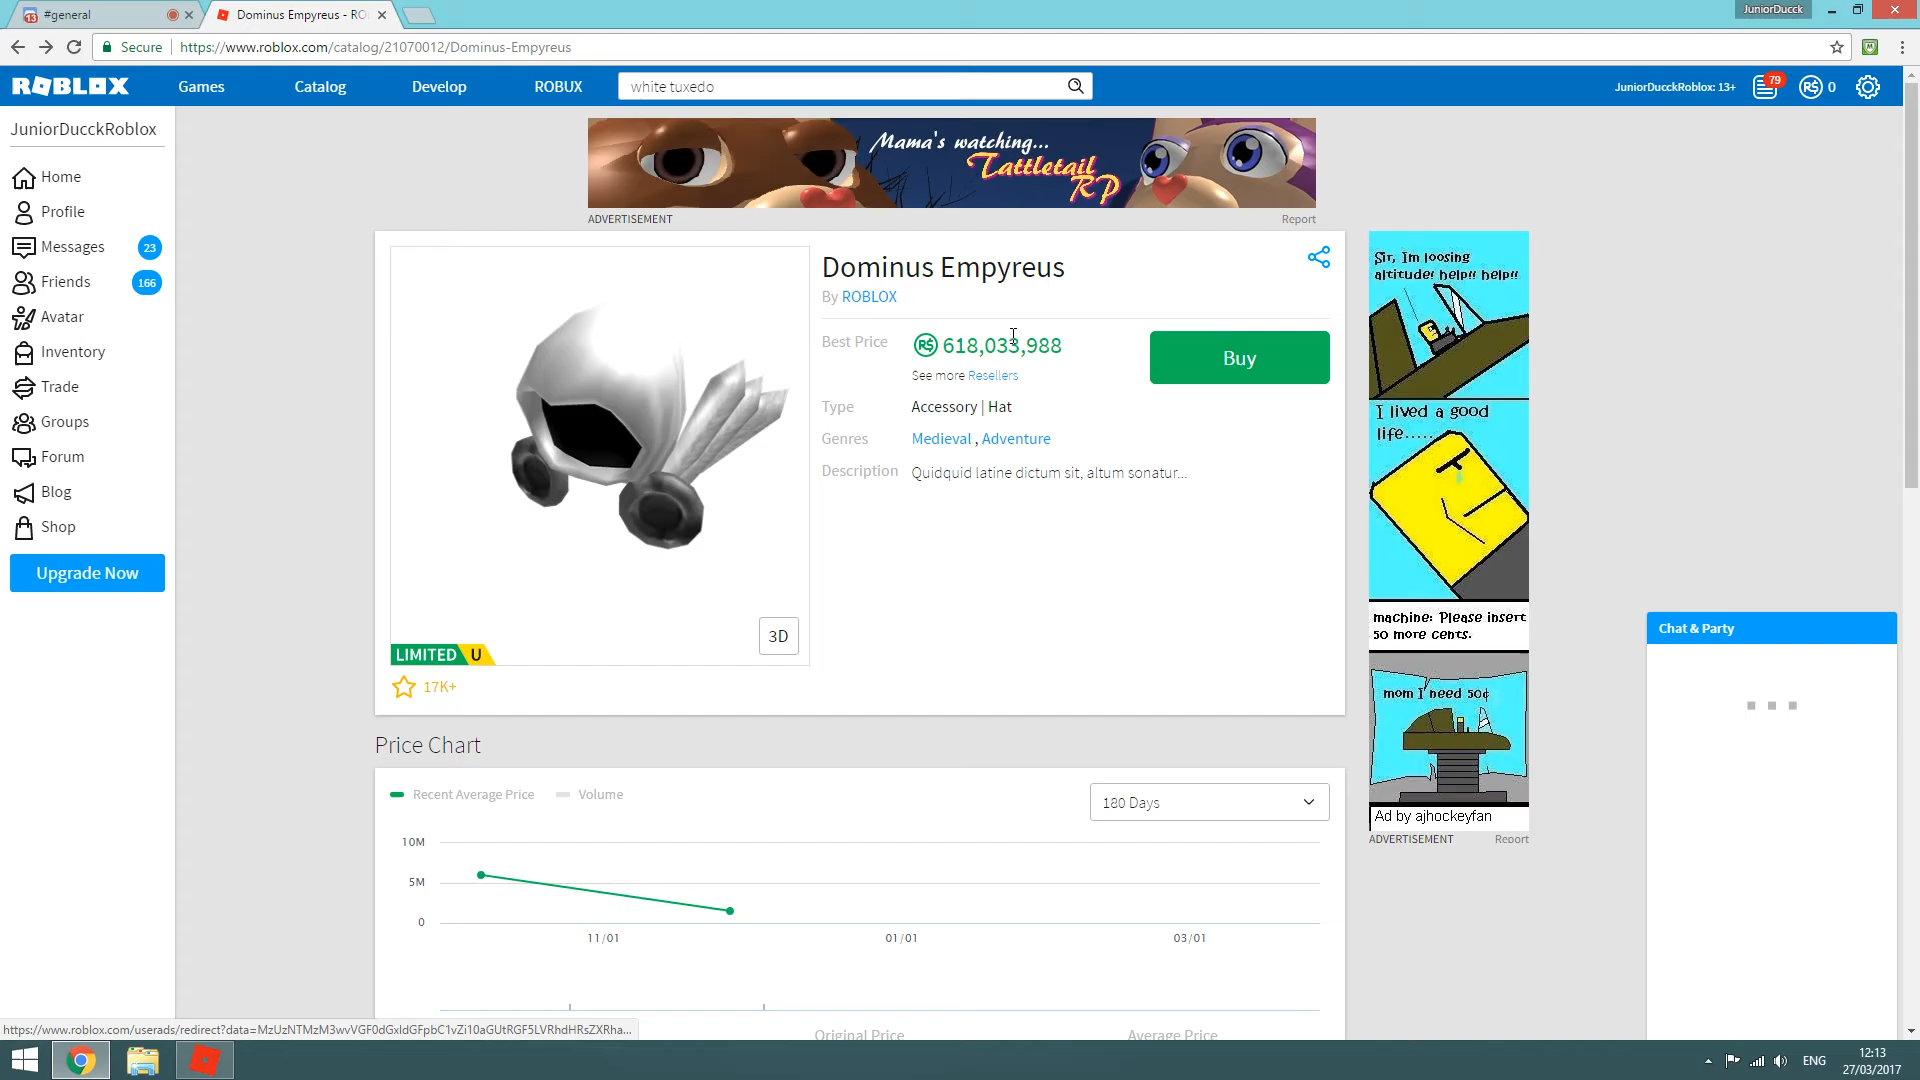 #general
Dominus Empyreus - RO
JuniorDucck
Secure
https://www.roblox.com/catalog/21070012/Dominus-Empyreus
ROBLOX
Games
Catalog
Develop
ROBUX
white tuxedo
JuniorDucckRoblox: 13+
79
R$ 0
JuniorDucckRoblox
Home
Profile
Messages 23
Friends 166
Avatar
Inventory
Trade
Groups
Forum
Blog
Shop
Upgrade Now
Mama's watching...
Tattletail
RP
ADVERTISEMENT
Report
Dominus Empyreus
By ROBLOX
Best Price
R$ 618,033,988
Buy
See more Resellers
Type
Accessory | Hat
Genres
Medieval , Adventure
Description
Quidquid latine dictum sit, altum sonatur...
3D
LIMITED U
17K+
Sir, Im loosing
altitude! help!! help!!
I lived a good
life.....
machine: Please insert
50 more cents.
mom I need 50¢
Ad by ajhockeyfan
ADVERTISEMENT
Report
Chat & Party
Price Chart
Recent Average Price
Volume
180 Days
10M
5M
0
11/01
01/01
03/01
Original Price
Average Price
ENG
12:13
27/03/2017